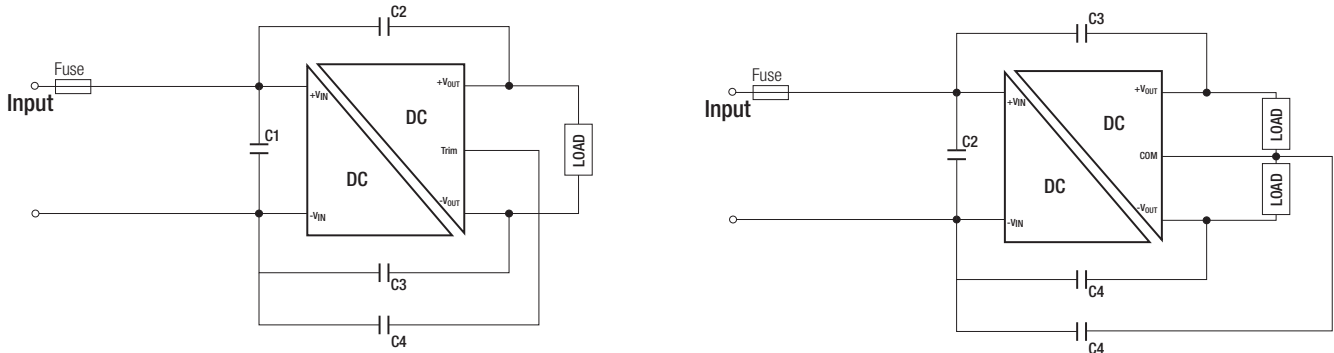 C2
Fuse
Input
+VIN
+VOUT
DC
C1
Trim
LOAD
DC
-VIN
-VOUT
C3
C4
C3
Fuse
Input
+VIN
+VOUT
DC
LOAD
C2
COM
DC
LOAD
-VIN
-VOUT
C4
C4